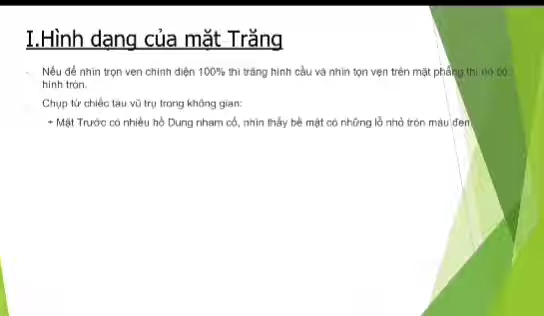 I.Hình dạng của mặt Trăng
- Nếu để nhìn trọn vẹn chính diện 100% thì trăng hình cầu và nhìn tọn vẹn trên mặt phẳng thì nó có
hình tròn.
Chụp từ chiếc tàu vũ trụ trong không gian:
+ Mặt Trước có nhiều hồ Dung nham cổ, nhìn thấy bề mặt có những lỗ nhỏ tròn màu đen